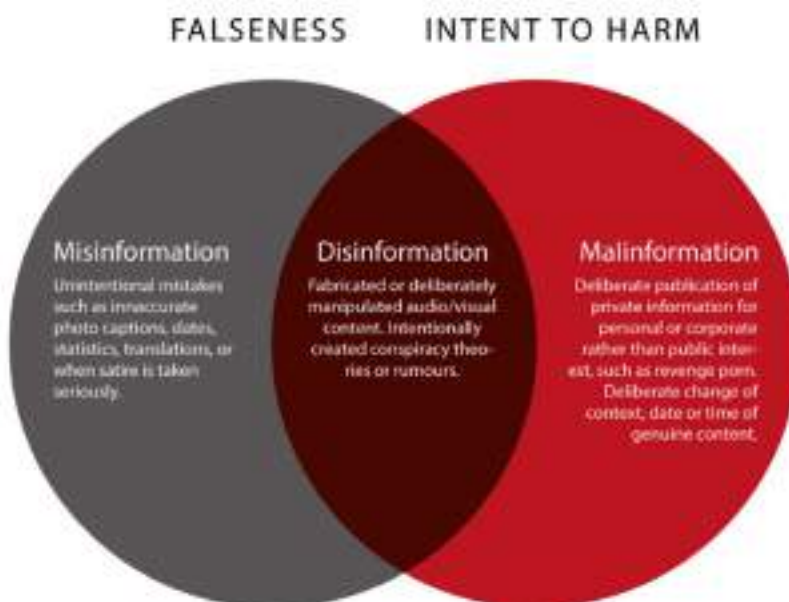 FALSENESS
INTENT TO HARM
Misinformation
Unintentional mistakes
such as innaccurate
photo captions, dates,
statistics, translations, or
when satire is taken
seriously.
Disinformation
Fabricated or deliberately
manipulated audio/visual
content. Intentionally
created conspiracy theo-
ries or rumours.
Malinformation
Deliberate publication of
private information for
personal or corporate
rather than public inter-
est, such as revenge porn.
Deliberate change of
context, date or time of
genuine content.